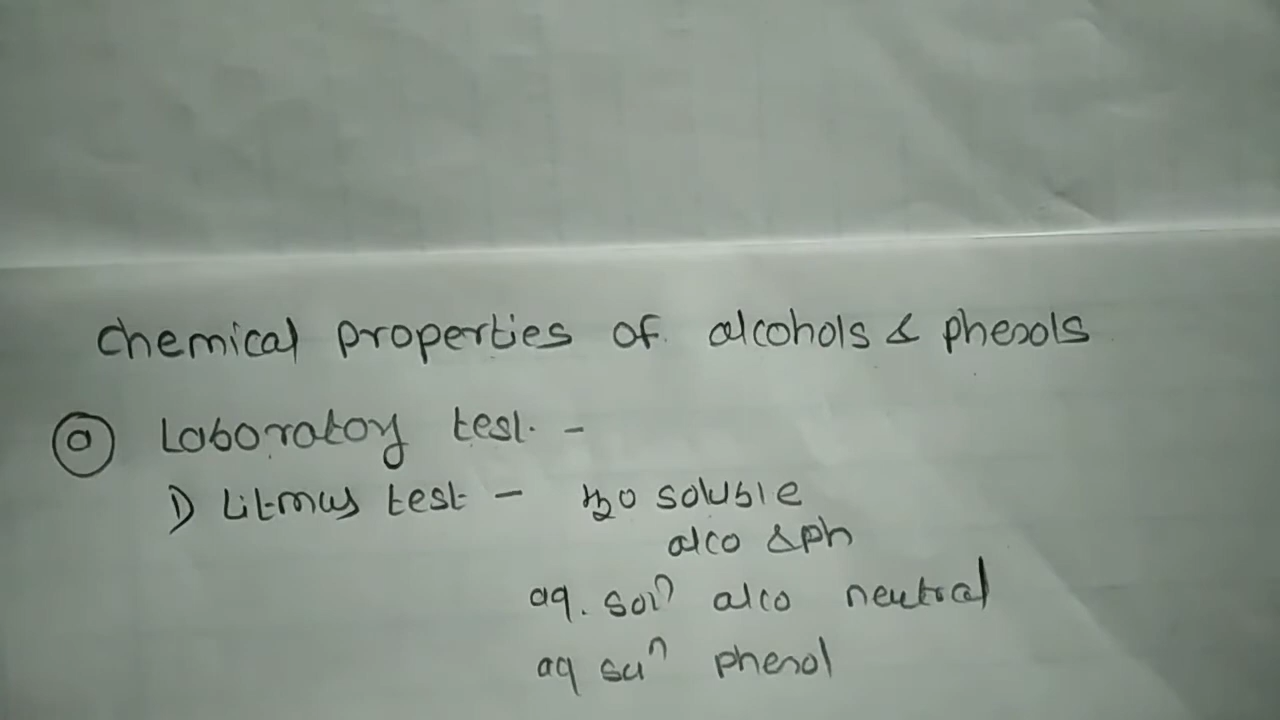 Chemical properties of alcohols & phenols
(a) Laboratory test. -
1) Litmus test - H2O soluble
alco & ph
aq. solⁿ alco neutral
aq solⁿ phenol